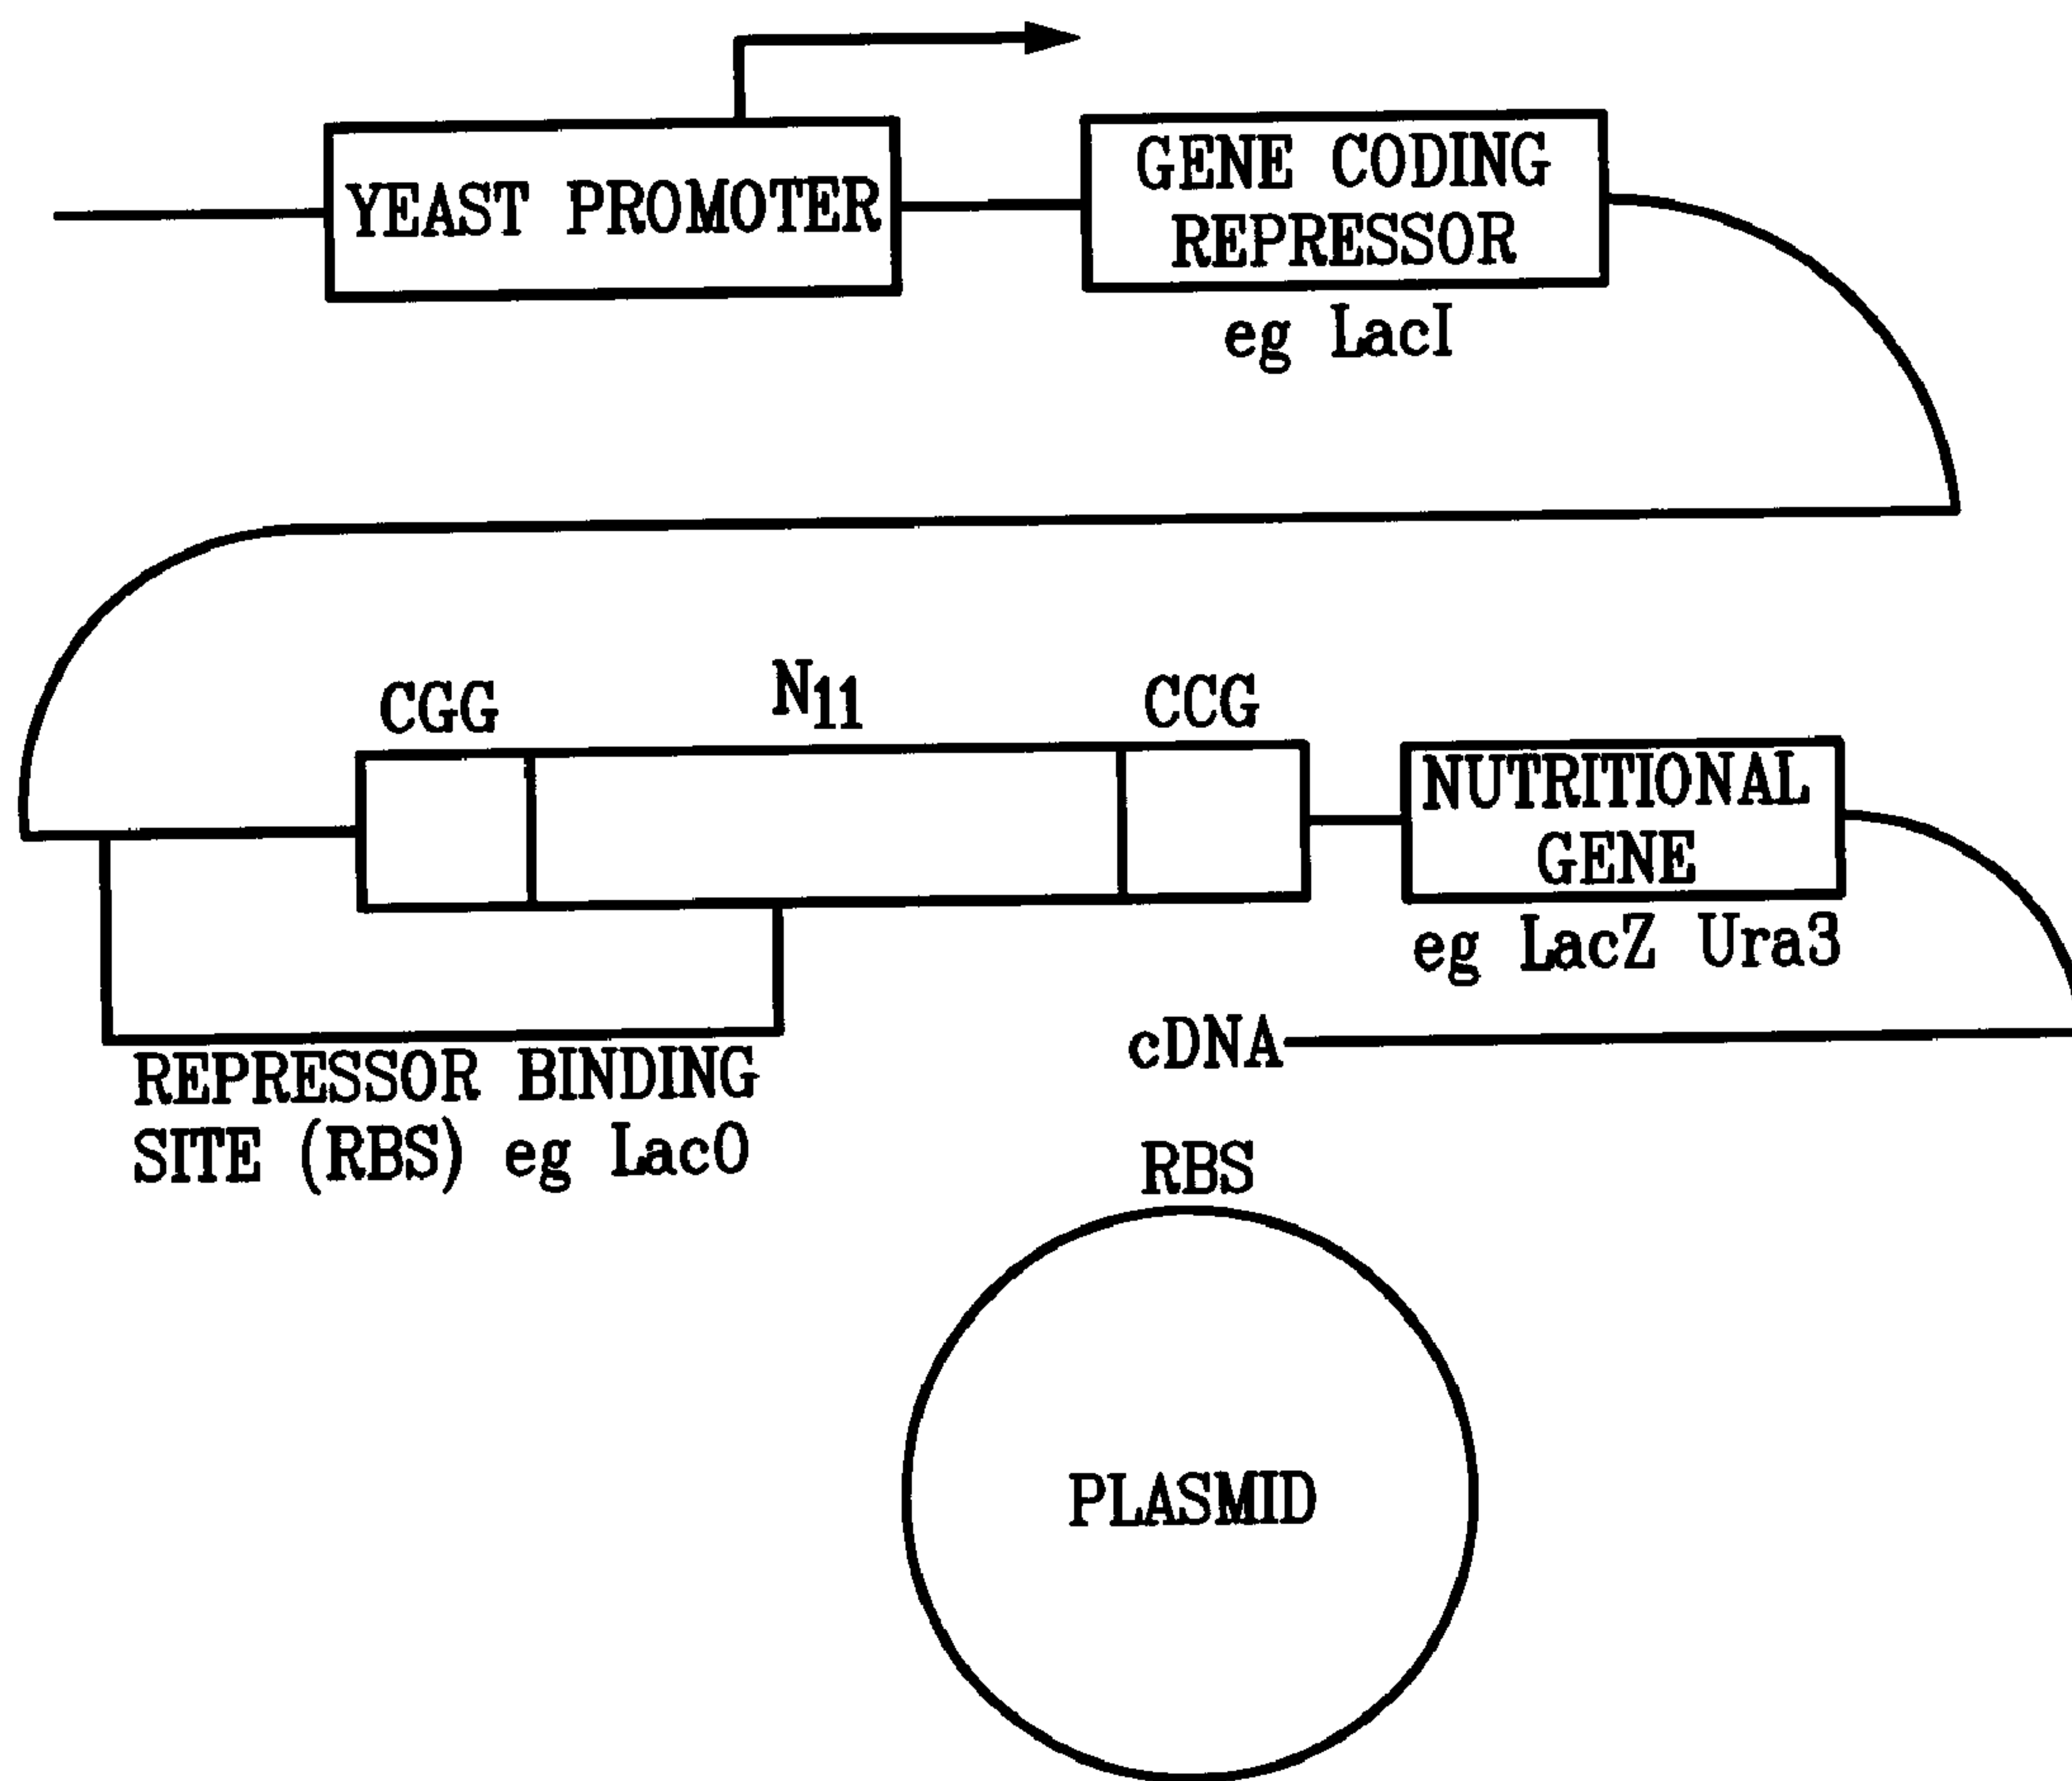 YEAST PROMOTER
GENE CODING
REPRESSOR
eg LacI
CGG
N11
CCG
NUTRITIONAL
GENE
eg LacZ Ura3
REPRESSOR BINDING
SITE (RBS) eg LacO
cDNA
RBS
PLASMID